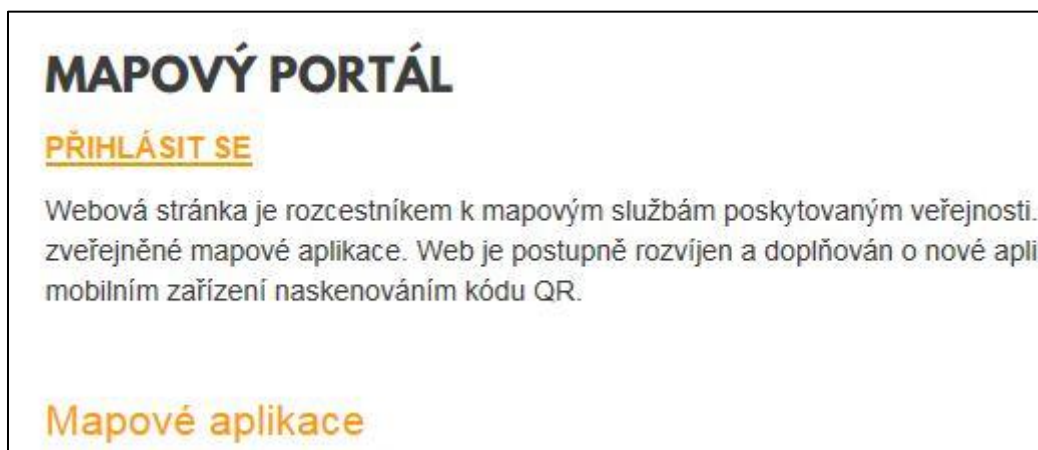 MAPOVÝ PORTÁL
PŘIHLÁSIT SE
Webová stránka je rozcestníkem k mapovým službám poskytovaným veřejnosti.
zveřejněné mapové aplikace. Web je postupně rozvíjen a doplňován o nové apli
mobilním zařízení naskenováním kódu QR.
Mapové aplikace